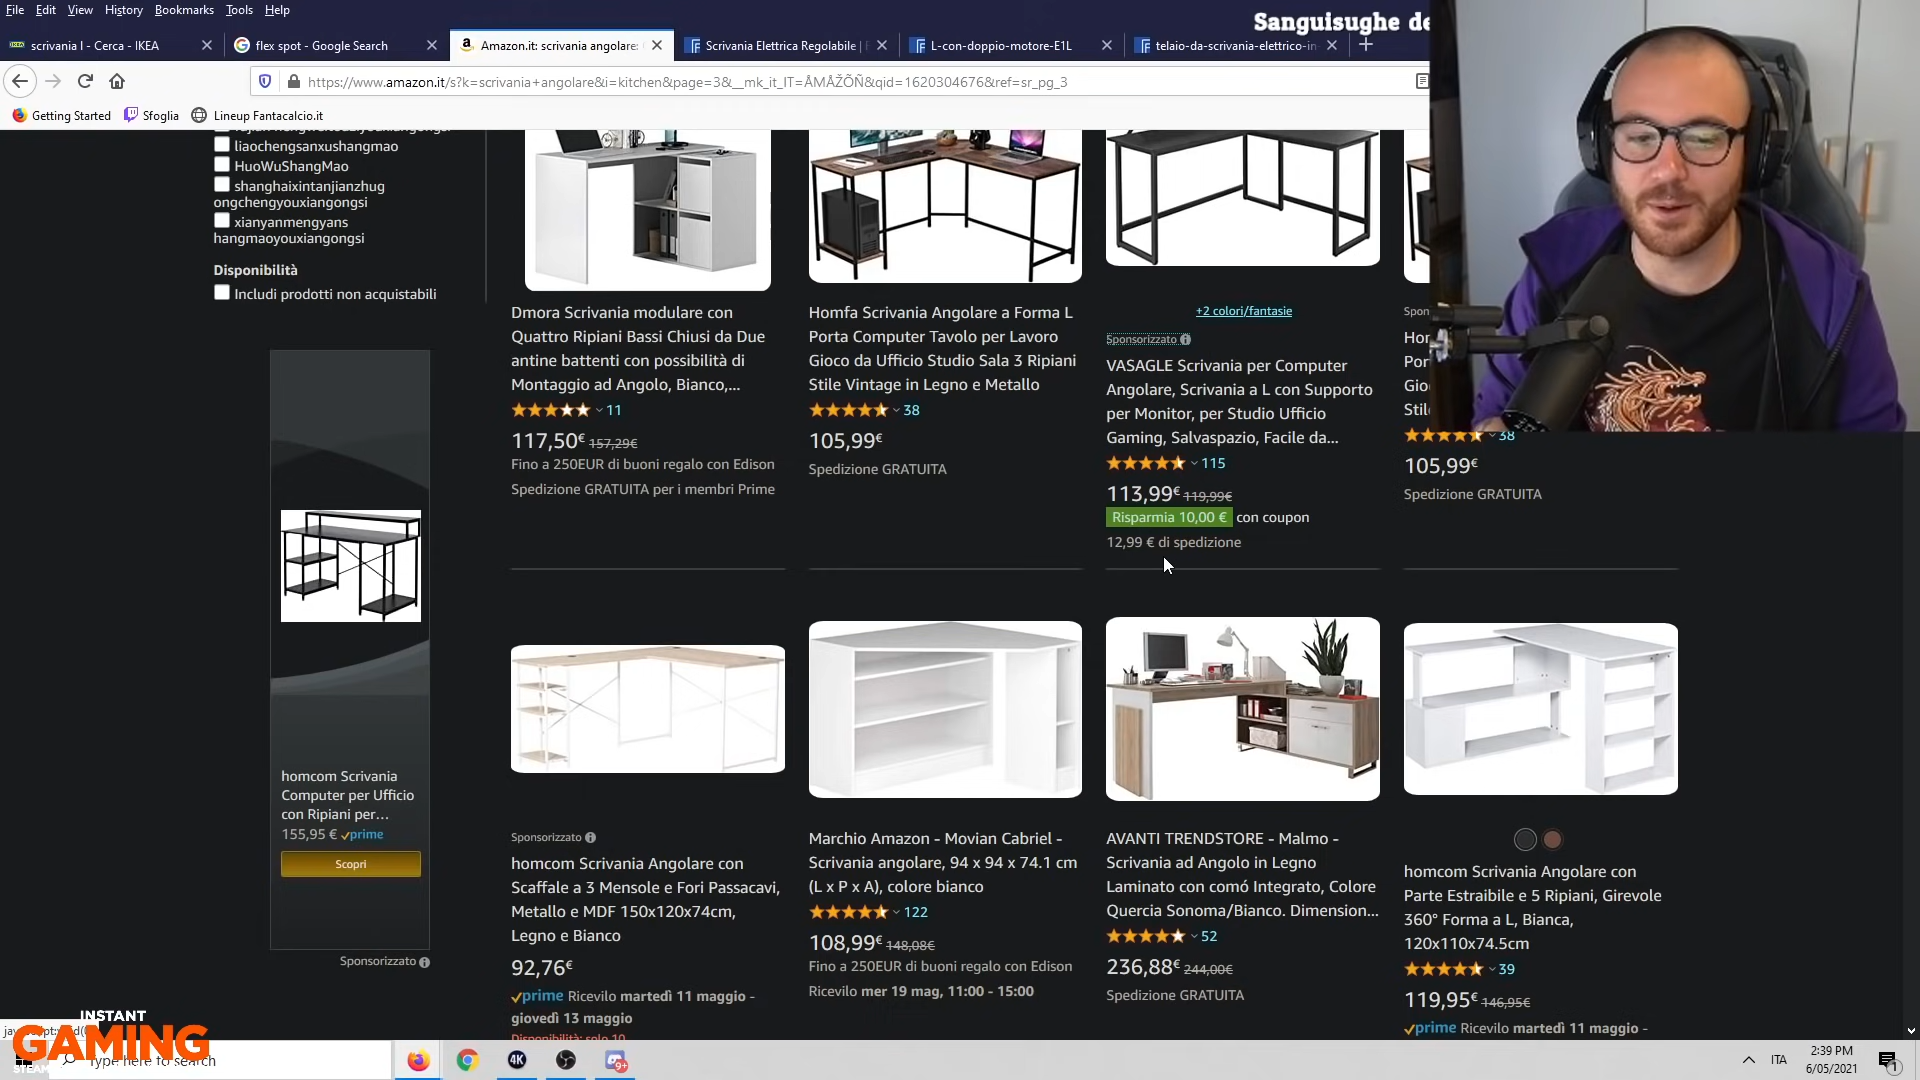 File Edit View History Bookmarks Tools Help
Sanguisughe de
scrivania l - Cerca - IKEA
flex spot - Google Search
Amazon.it: scrivania angolare:
Scrivania Elettrica Regolabile |
L-con-doppio-motore-E1L
telaio-da-scrivania-elettrico-in
https://www.amazon.it/s?k=scrivania+angolare&i=kitchen&page=3&__mk_it_IT=ÅMÅŽÕÑ&qid=1620304676&ref=sr_pg_3
Getting Started
Sfoglia
Lineup Fantacalcio.it
liaochengsanxushangmao
HuoWuShangMao
shanghaixintanjianzhug
ongchengyouxiangongsi
xianyanmengyans
hangmaoyouxiangongsi
Disponibilità
Includi prodotti non acquistabili
homcom Scrivania
Computer per Ufficio
con Ripiani per...
155,95 € prime
Scopri
Sponsorizzato
Dmora Scrivania modulare con
Quattro Ripiani Bassi Chiusi da Due
antine battenti con possibilità di
Montaggio ad Angolo, Bianco,...
11
117,50€ 157,29€
Fino a 250EUR di buoni regalo con Edison
Spedizione GRATUITA per i membri Prime
Homfa Scrivania Angolare a Forma L
Porta Computer Tavolo per Lavoro
Gioco da Ufficio Studio Sala 3 Ripiani
Stile Vintage in Legno e Metallo
38
105,99€
Spedizione GRATUITA
+2 colori/fantasie
Sponsorizzato
VASAGLE Scrivania per Computer
Angolare, Scrivania a L con Supporto
per Monitor, per Studio Ufficio
Gaming, Salvaspazio, Facile da...
115
113,99€ 119,99€
Risparmia 10,00 € con coupon
12,99 € di spedizione
Spon
Hor
Por
Gio
Stil
38
105,99€
Spedizione GRATUITA
Sponsorizzato
homcom Scrivania Angolare con
Scaffale a 3 Mensole e Fori Passacavi,
Metallo e MDF 150x120x74cm,
Legno e Bianco
92,76€
prime Ricevilo martedì 11 maggio -
giovedì 13 maggio
Disponibilità: solo 10
Marchio Amazon - Movian Cabriel -
Scrivania angolare, 94 x 94 x 74.1 cm
(L x P x A), colore bianco
122
108,99€ 148,08€
Fino a 250EUR di buoni regalo con Edison
Ricevilo mer 19 mag, 11:00 - 15:00
AVANTI TRENDSTORE - Malmo -
Scrivania ad Angolo in Legno
Laminato con comó Integrato, Colore
Quercia Sonoma/Bianco. Dimension...
52
236,88€ 244,00€
Spedizione GRATUITA
homcom Scrivania Angolare con
Parte Estraibile e 5 Ripiani, Girevole
360° Forma a L, Bianca,
120x110x74.5cm
39
119,95€ 146,95€
prime Ricevilo martedì 11 maggio -
INSTANT
GAMING
Type here to search
4K
9+
ITA
2:39 PM
6/05/2021
1